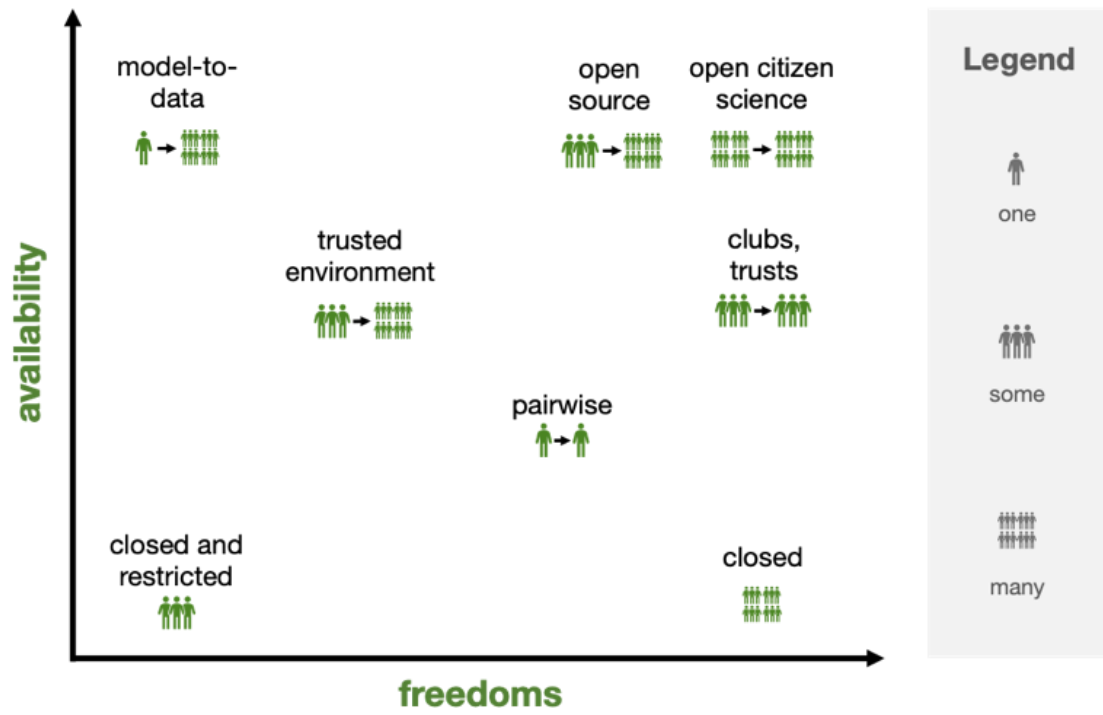 model-to-
data
open
source
open citizen
science
trusted
environment
clubs,
trusts
pairwise
closed and
restricted
closed
availability
freedoms
Legend
one
some
many